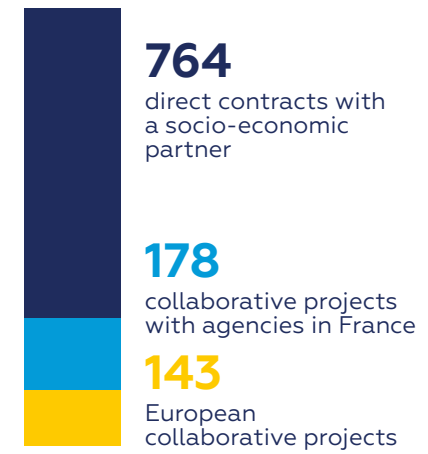 764
direct contracts with
a socio-economic
partner
178
collaborative projects
with agencies in France
143
European
collaborative projects